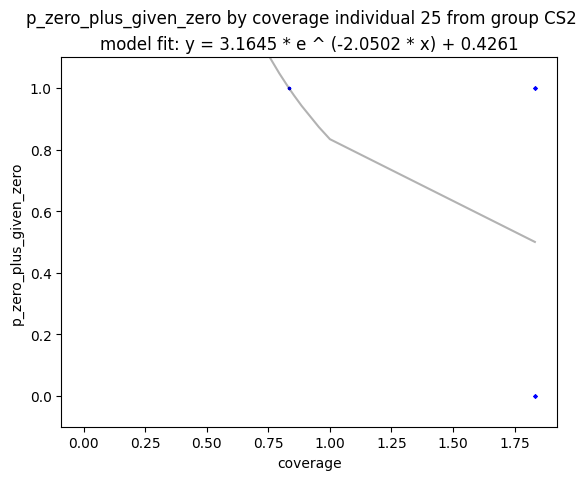 p_zero_plus_given_zero by coverage individual 25 from group CS2
model fit: y = 3.1645 * e ^ (-2.0502 * x) + 0.4261
1.0
0.8
0.6
0.4
0.2
0.0
p_zero_plus_given_zero
0.00 0.25 0.50 0.75 1.00 1.25 1.50 1.75
coverage